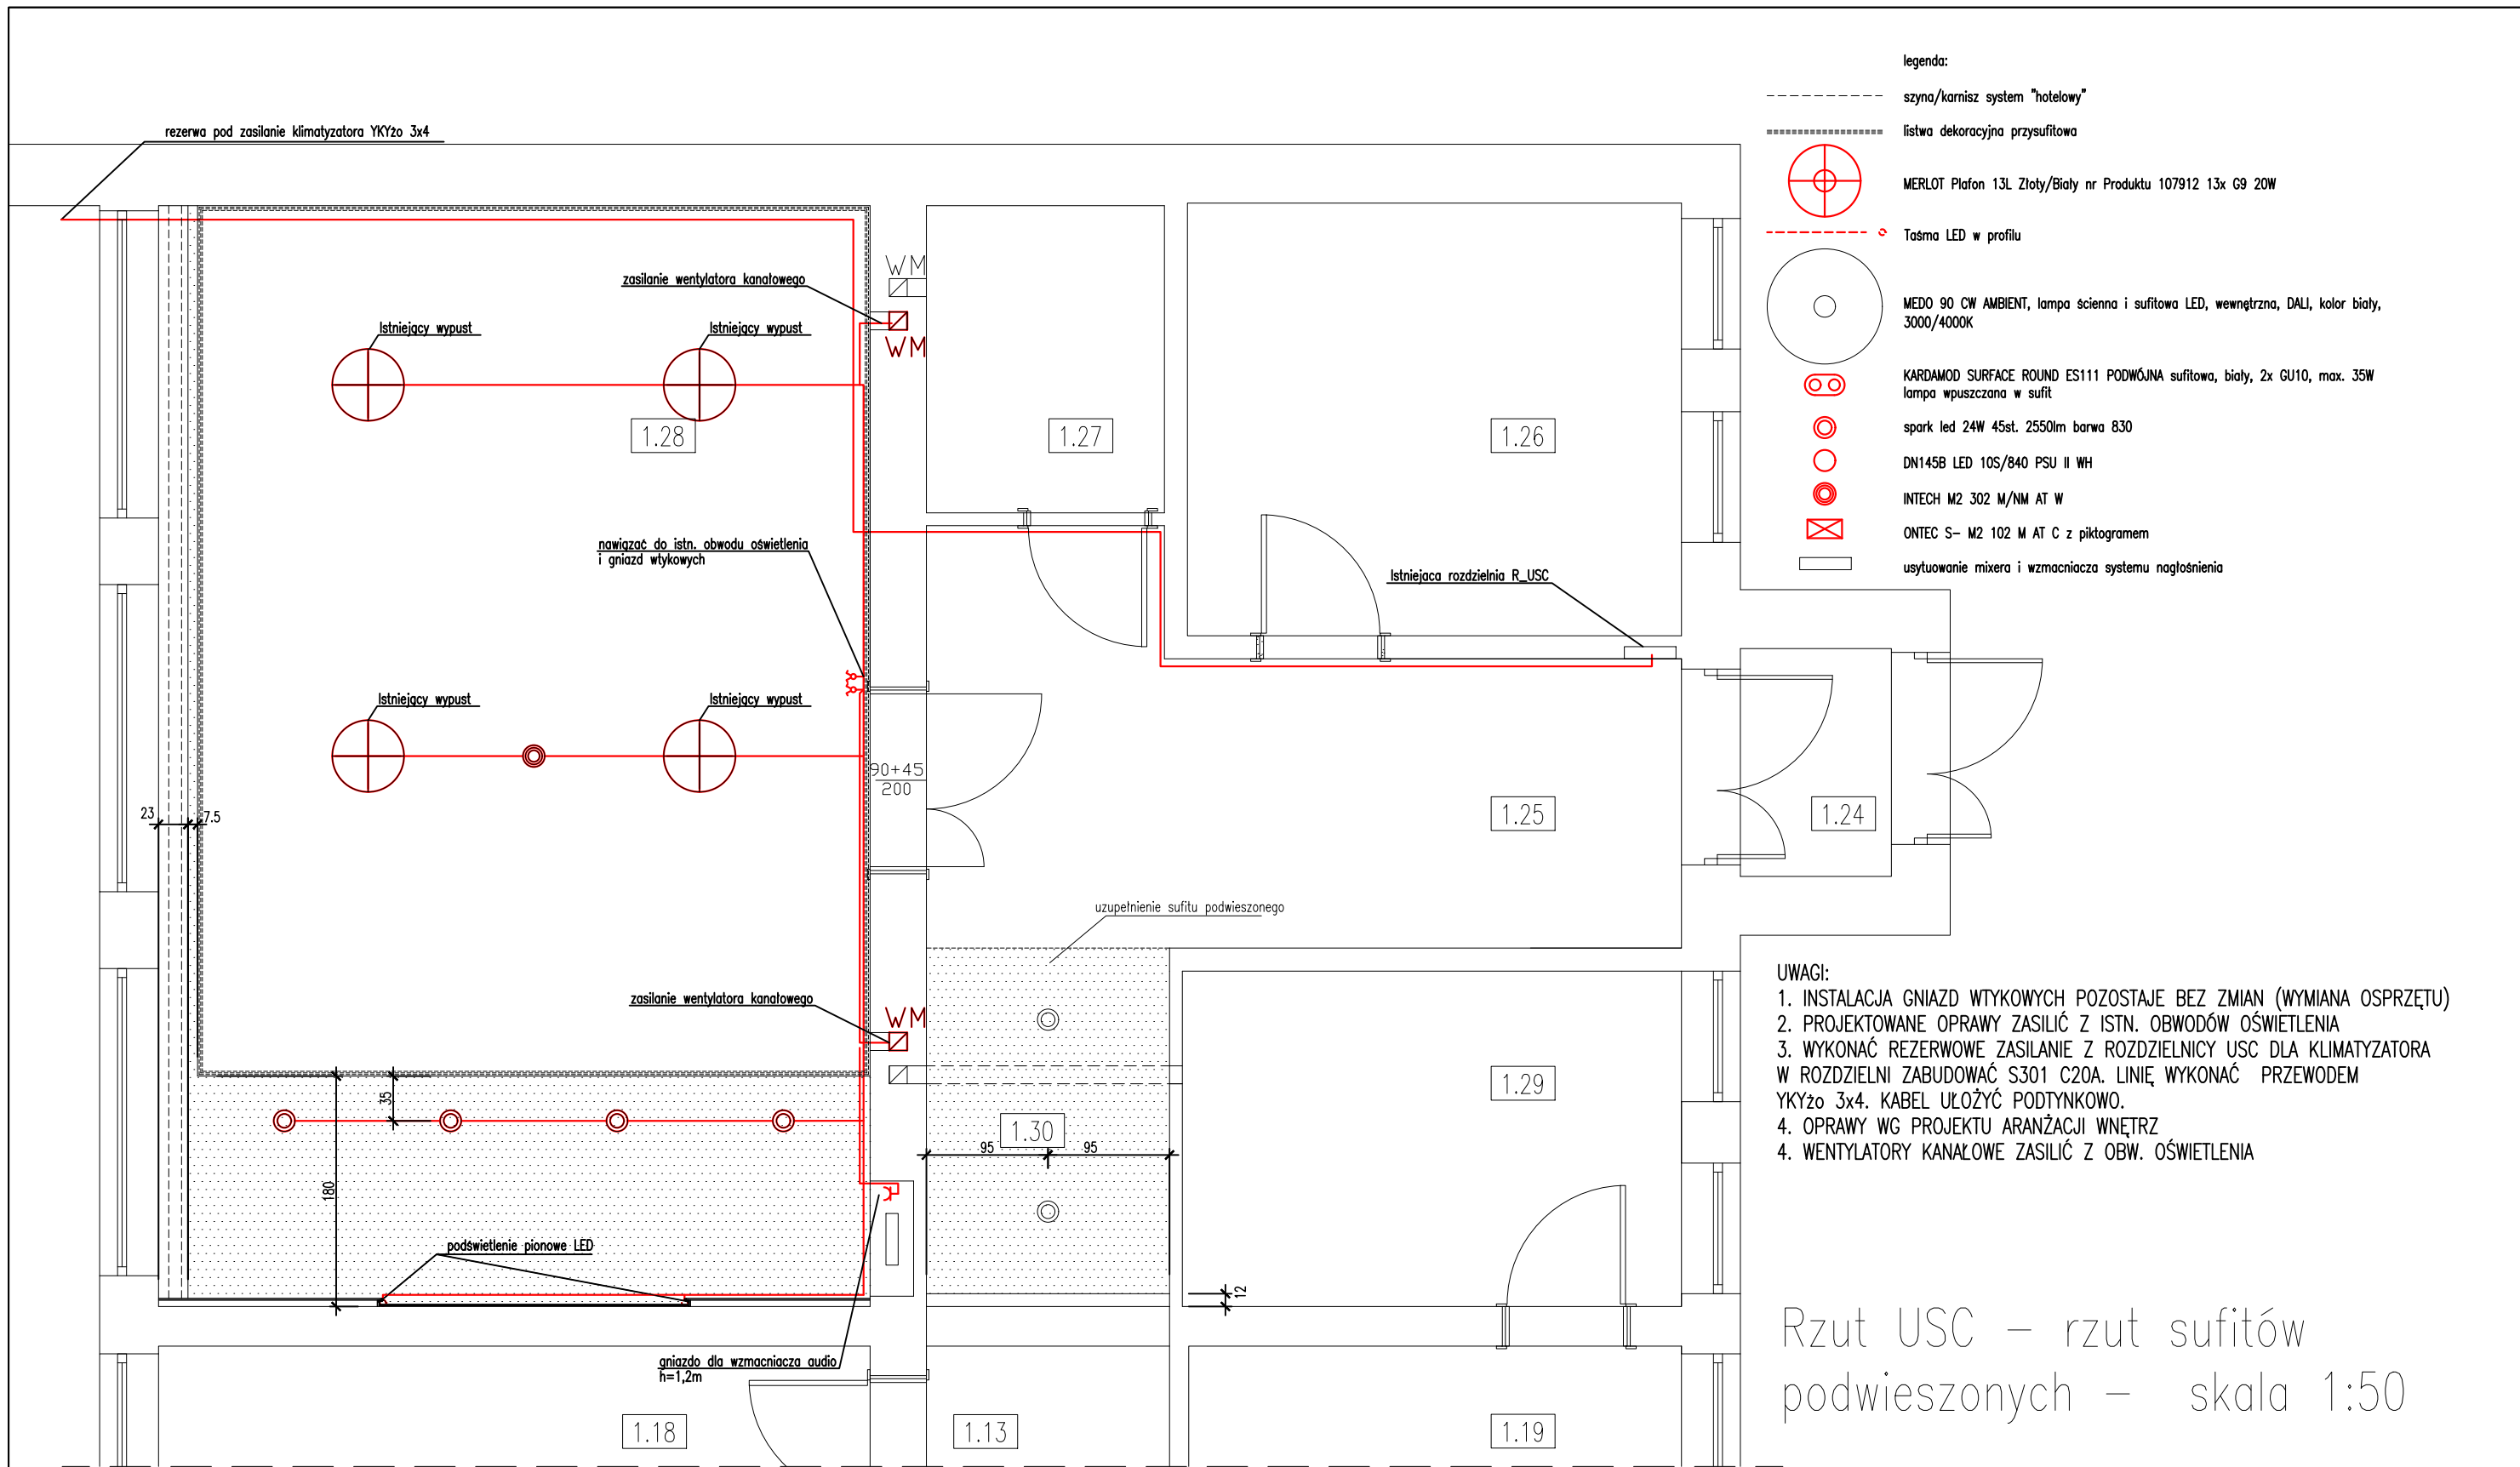 legenda:
szyna/karnisz system "hotelowy"
listwa dekoracyjna przysufitowa
MERLOT Plafon 13L Złoty/Biały nr Produktu 107912 13x G9 20W
Taśma LED w profilu
MEDO 90 CW AMBIENT, lampa ścienna i sufitowa LED, wewnętrzna, DALI, kolor biały,
3000/4000K
KARDAMOD SURFACE ROUND ES111 PODWÓJNA sufitowa, biały, 2x GU10, max. 35W
lampa wpuszczana w sufit
spark led 24W 45st. 2550lm barwa 830
DN145B LED 10S/840 PSU II WH
INTECH M2 302 M/NM AT W
ONTEC S- M2 102 M AT C z piktogramem
usytuowanie mixera i wzmacniacza systemu nagłośnienia
rezerwa pod zasilanie klimatyzatora YKYżo 3x4
WM
zasilanie wentylatora kanałowego
WM
Istniejący wypust
Istniejący wypust
1.28
1.27
1.26
nawiązać do istn. obwodu oświetlenia
i gniazd wtykowych
Istniejaca rozdzielnia R_USC
Istniejący wypust
Istniejący wypust
90+45
200
23
7.5
1.25
1.24
uzupełnienie sufitu podwieszonego
zasilanie wentylatora kanałowego
WM
35
180
1.30
95
95
1.29
12
podświetlenie pionowe LED
gniazdo dla wzmacniacza audio
h=1,2m
1.18
1.13
1.19
UWAGI:
1. INSTALACJA GNIAZD WTYKOWYCH POZOSTAJE BEZ ZMIAN (WYMIANA OSPRZĘTU)
2. PROJEKTOWANE OPRAWY ZASILIĆ Z ISTN. OBWODÓW OŚWIETLENIA
3. WYKONAĆ REZERWOWE ZASILANIE Z ROZDZIELNICY USC DLA KLIMATYZATORA
W ROZDZIELNI ZABUDOWAĆ S301 C20A. LINIĘ WYKONAĆ PRZEWODEM
YKYżo 3x4. KABEL UŁOŻYĆ PODTYNKOWO.
4. OPRAWY WG PROJEKTU ARANŻACJI WNĘTRZ
4. WENTYLATORY KANAŁOWE ZASILIĆ Z OBW. OŚWIETLENIA
Rzut USC – rzut sufitów
podwieszonych – skala 1:50